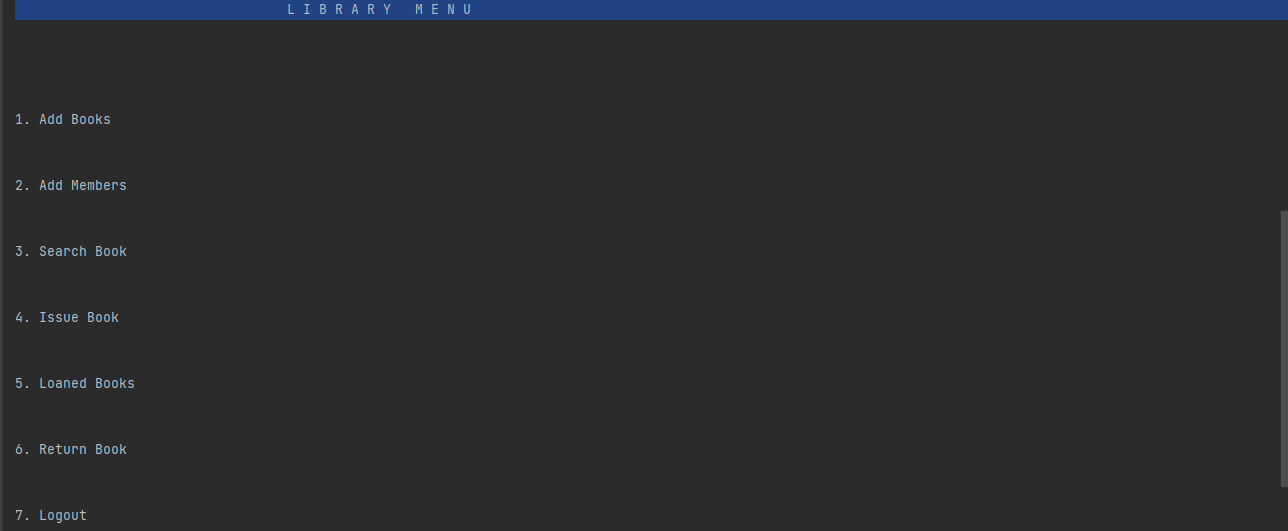 L I B R A R Y   M E N U
1. Add Books
2. Add Members
3. Search Book
4. Issue Book
5. Loaned Books
6. Return Book
7. Logout